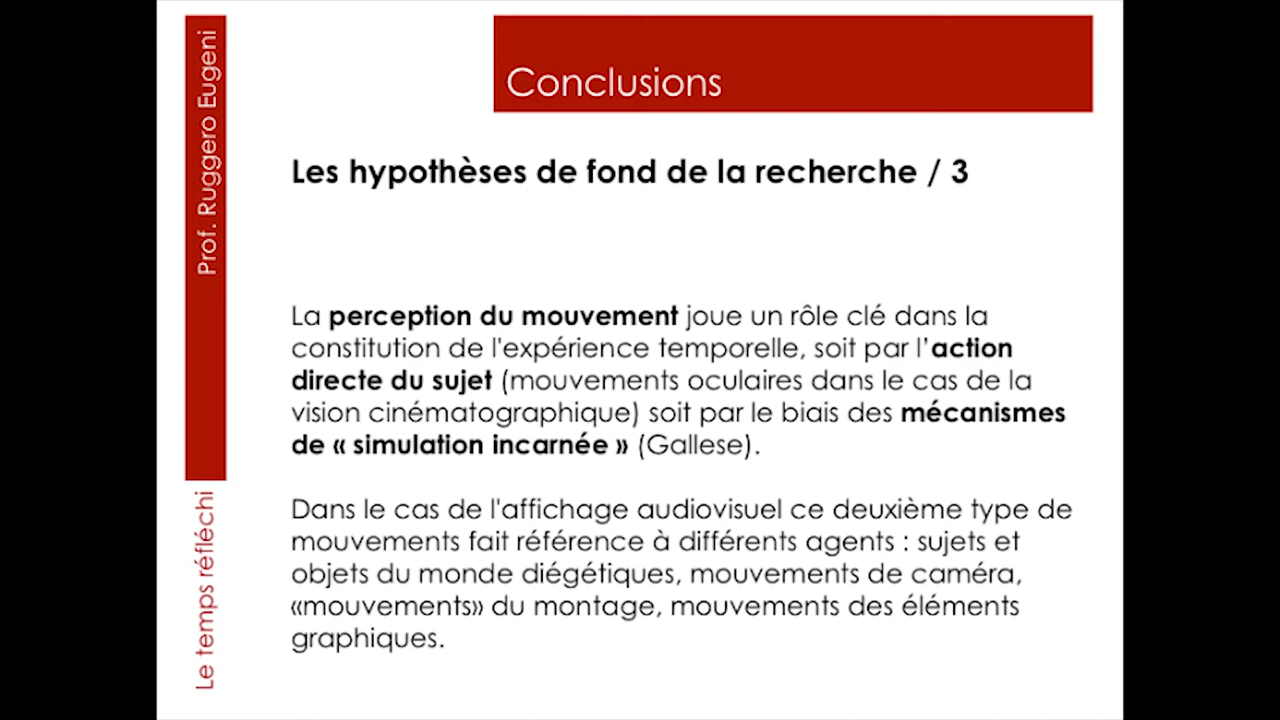 Prof. Ruggero Eugeni
Le temps réfléchi
Conclusions
Les hypothèses de fond de la recherche / 3
La perception du mouvement joue un rôle clé dans la
constitution de l'expérience temporelle, soit par l’action
directe du sujet (mouvements oculaires dans le cas de la
vision cinématographique) soit par le biais des mécanismes
de « simulation incarnée » (Gallese).
Dans le cas de l'affichage audiovisuel ce deuxième type de
mouvements fait référence à différents agents : sujets et
objets du monde diégétiques, mouvements de caméra,
«mouvements» du montage, mouvements des éléments
graphiques.